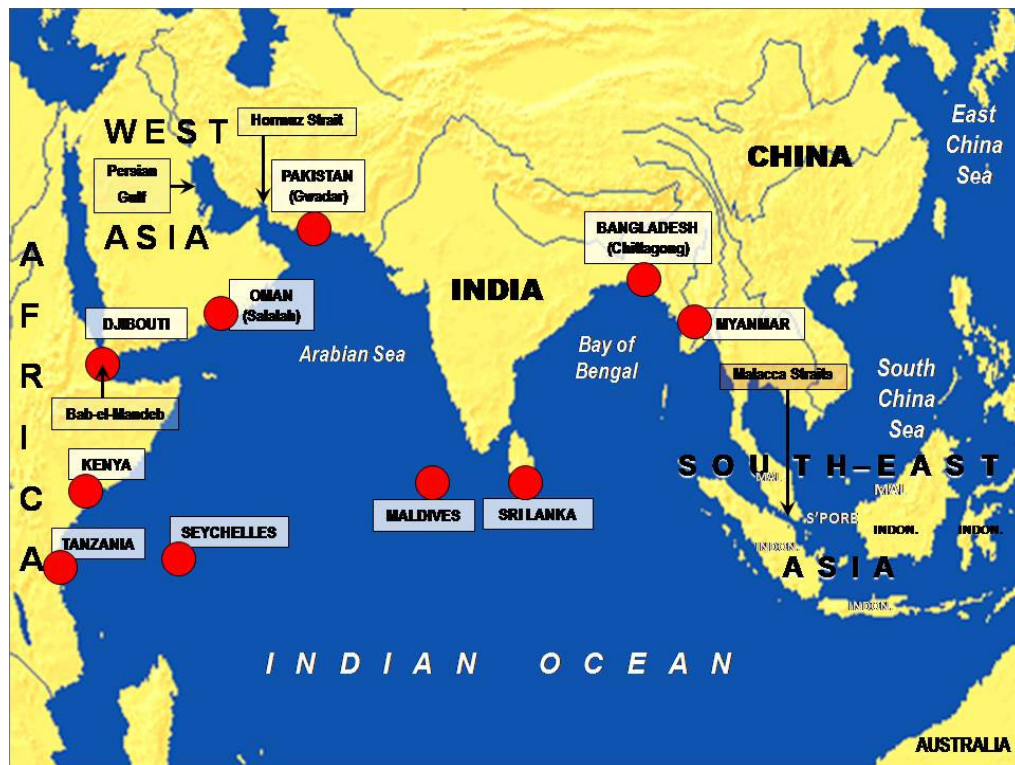 East
China
Sea
Hormuz Strait
WEST
CHINA
Persian
Gulf
PAKISTAN
(Gwadar)
ASIA
BANGLADESH
(Chittagong)
AFRICA
INDIA
OMAN
(Salalah)
DJIBOUTI
MYANMAR
Arabian Sea
Bay of
Bengal
Malacca Straits
South
China
Sea
Bab-el-Mandeb
KENYA
SOUTH-EAST
MAL.
MAL.
MALDIVES
SRI LANKA
S'PORE
SEYCHELLES
INDON.
INDON.
TANZANIA
INDON.
ASIA
INDON.
INDIAN OCEAN
AUSTRALIA